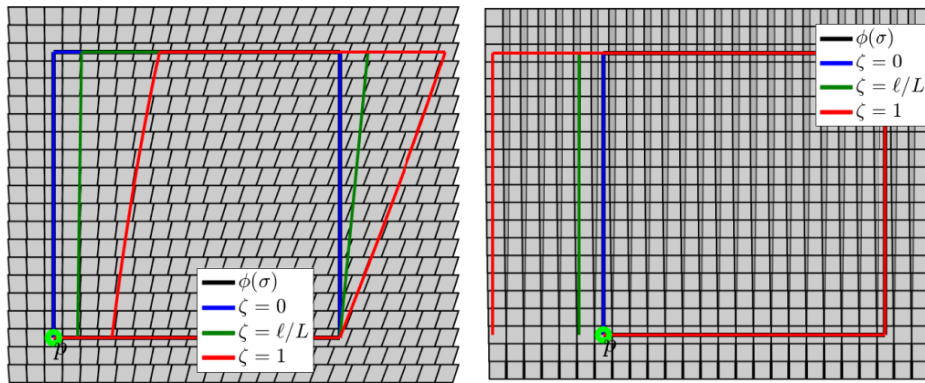 p
ϕ(σ)
ζ = 0
ζ = ℓ/L
ζ = 1
p
ϕ(σ)
ζ = 0
ζ = ℓ/L
ζ = 1